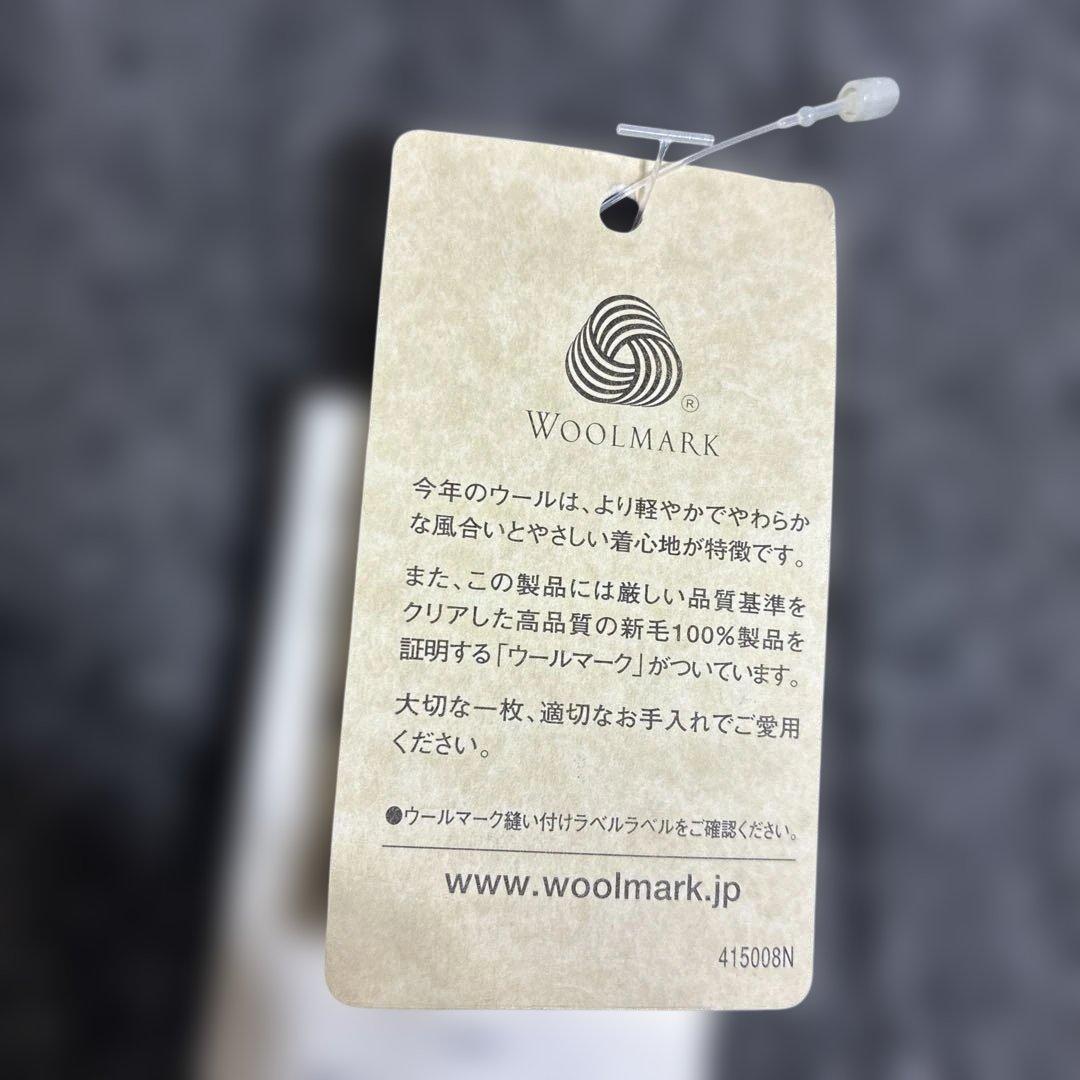 ®
WOOLMARK
今年のウールは、より軽やかでやわらか
な風合いとやさしい着心地が特徴です。
また、この製品には厳しい品質基準を
クリアした高品質の新毛100%製品を
証明する「ウールマーク」がついています。
大切な一枚、適切なお手入れでご愛用
ください。
●ウールマーク縫い付けラベルラベルをご確認ください。
www.woolmark.jp
415008N